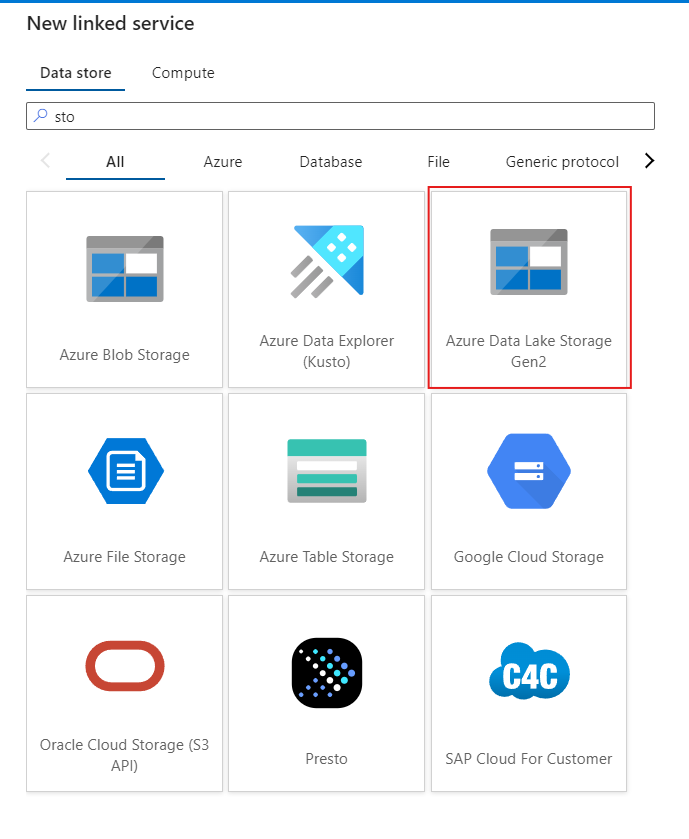 New linked service
Data store Compute
sto
All Azure Database File Generic protocol
Azure Blob Storage
Azure Data Explorer
(Kusto)
Azure Data Lake Storage
Gen2
Azure File Storage
Azure Table Storage
Google Cloud Storage
Oracle Cloud Storage (S3
API)
Presto
C4C
SAP Cloud For Customer